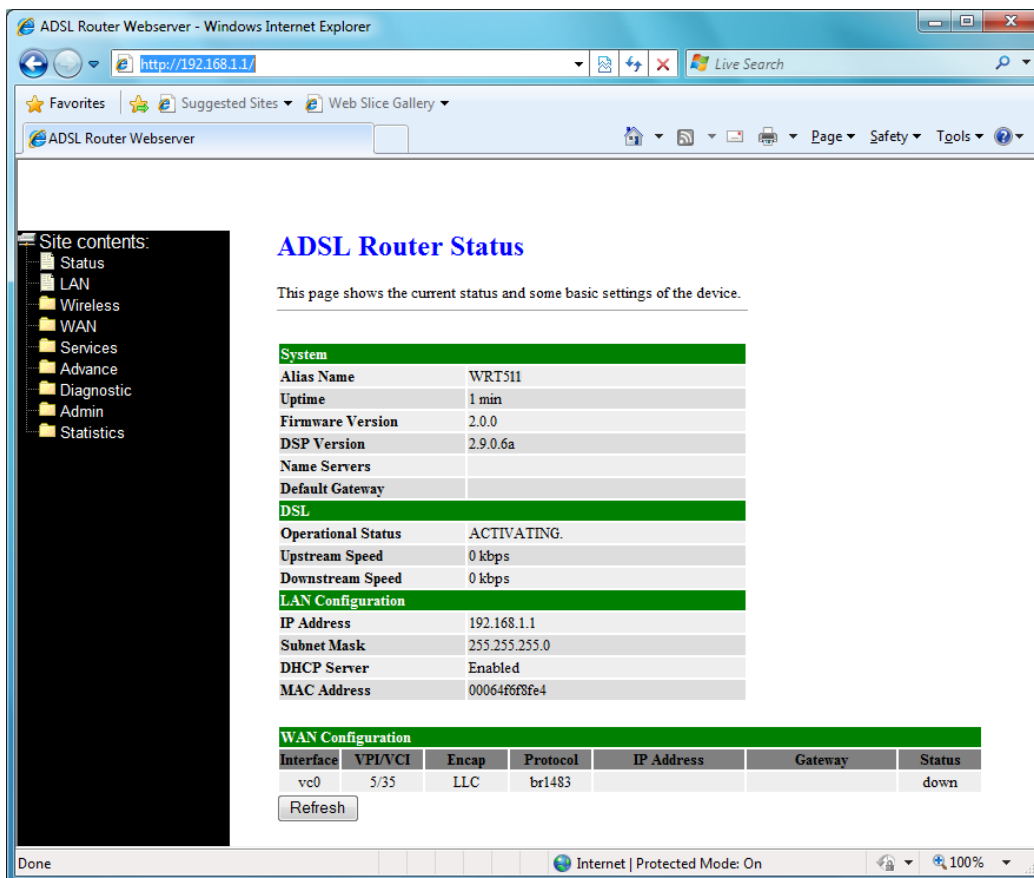 ADSL Router Webserver - Windows Internet Explorer
http://192.168.1.1/
Live Search
Favorites Suggested Sites Web Slice Gallery
ADSL Router Webserver Page Safety Tools
Site contents:
Status
LAN
Wireless
WAN
Services
Advance
Diagnostic
Admin
Statistics
ADSL Router Status
This page shows the current status and some basic settings of the device.
System
Alias Name WRT511
Uptime 1 min
Firmware Version 2.0.0
DSP Version 2.9.0.6a
Name Servers
Default Gateway
DSL
Operational Status ACTIVATING.
Upstream Speed 0 kbps
Downstream Speed 0 kbps
LAN Configuration
IP Address 192.168.1.1
Subnet Mask 255.255.255.0
DHCP Server Enabled
MAC Address 00064f6f8fe4
WAN Configuration
Interface VPI/VCI Encap Protocol IP Address Gateway Status
vc0 5/35 LLC br1483 down
Refresh
Done Internet | Protected Mode: On 100%